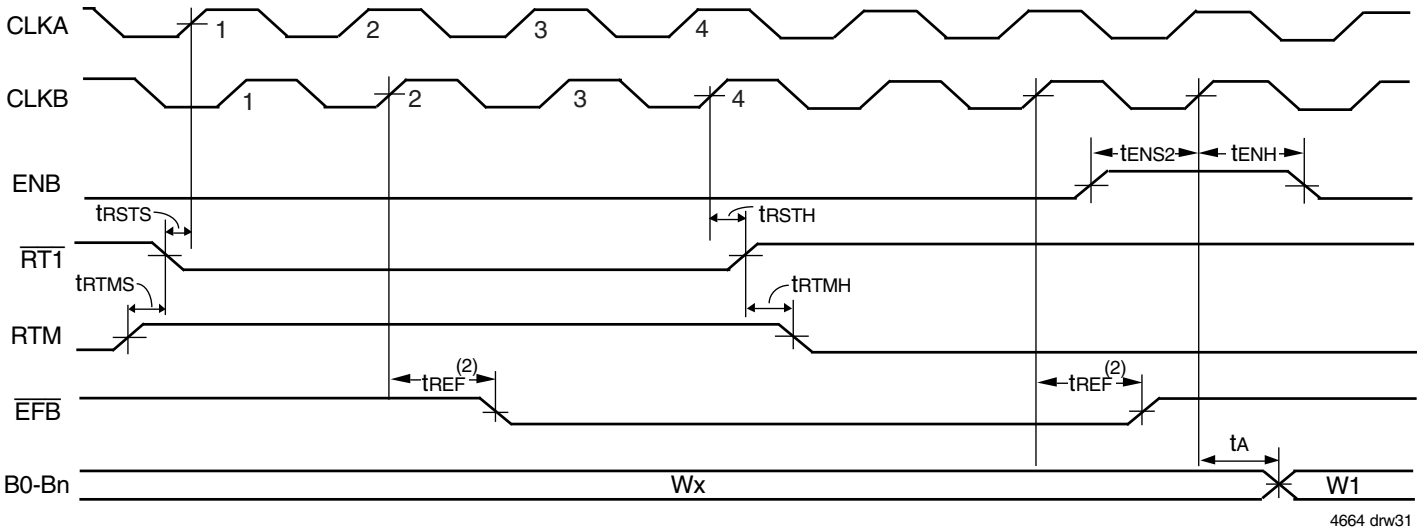 CLKA 1 2 3 4
CLKB 1 2 3 4
tENS2 tENH
ENB
tRSTS tRSTH
RT1
tRTMS tRTMH
RTM
tREF(2) tREF(2)
EFB
tA
B0-Bn Wx W1
4664 drw31